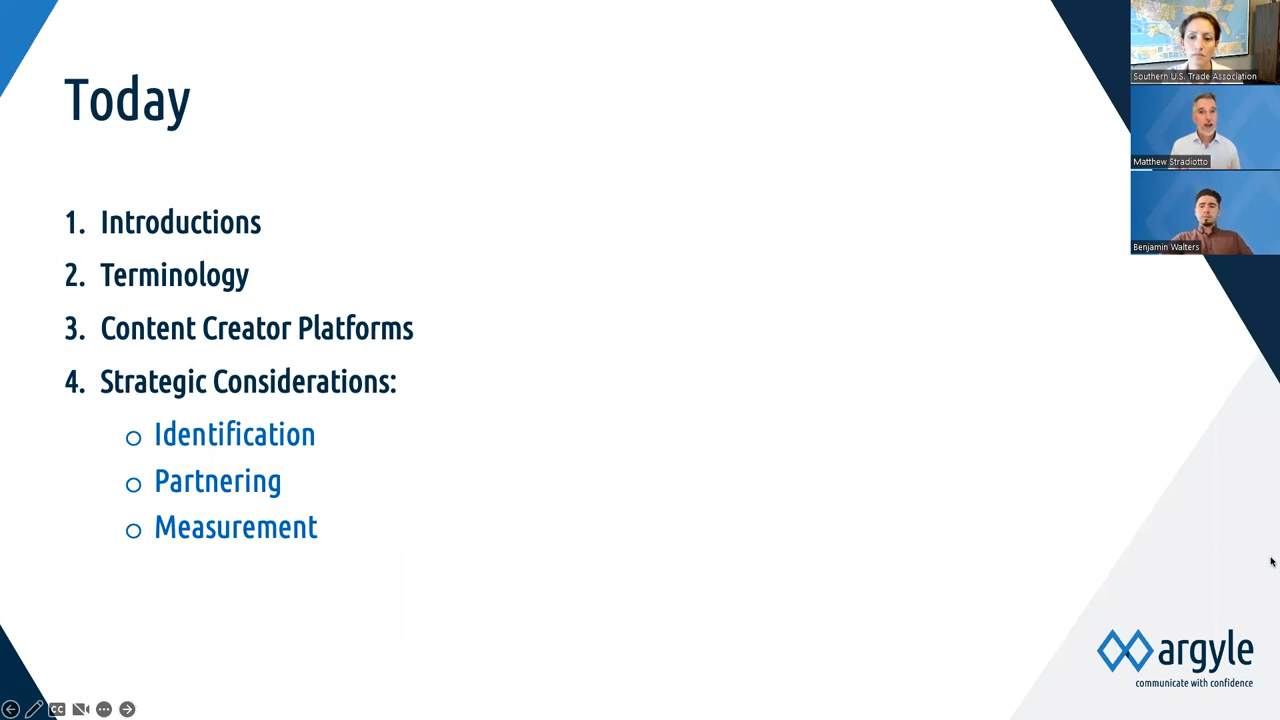 Today
1. Introductions
2. Terminology
3. Content Creator Platforms
4. Strategic Considerations:
o Identification
o Partnering
o Measurement
Southern U.S. Trade Association
Matthew Stradiotto
Benjamin Walters
argyle
communicate with confidence
CC